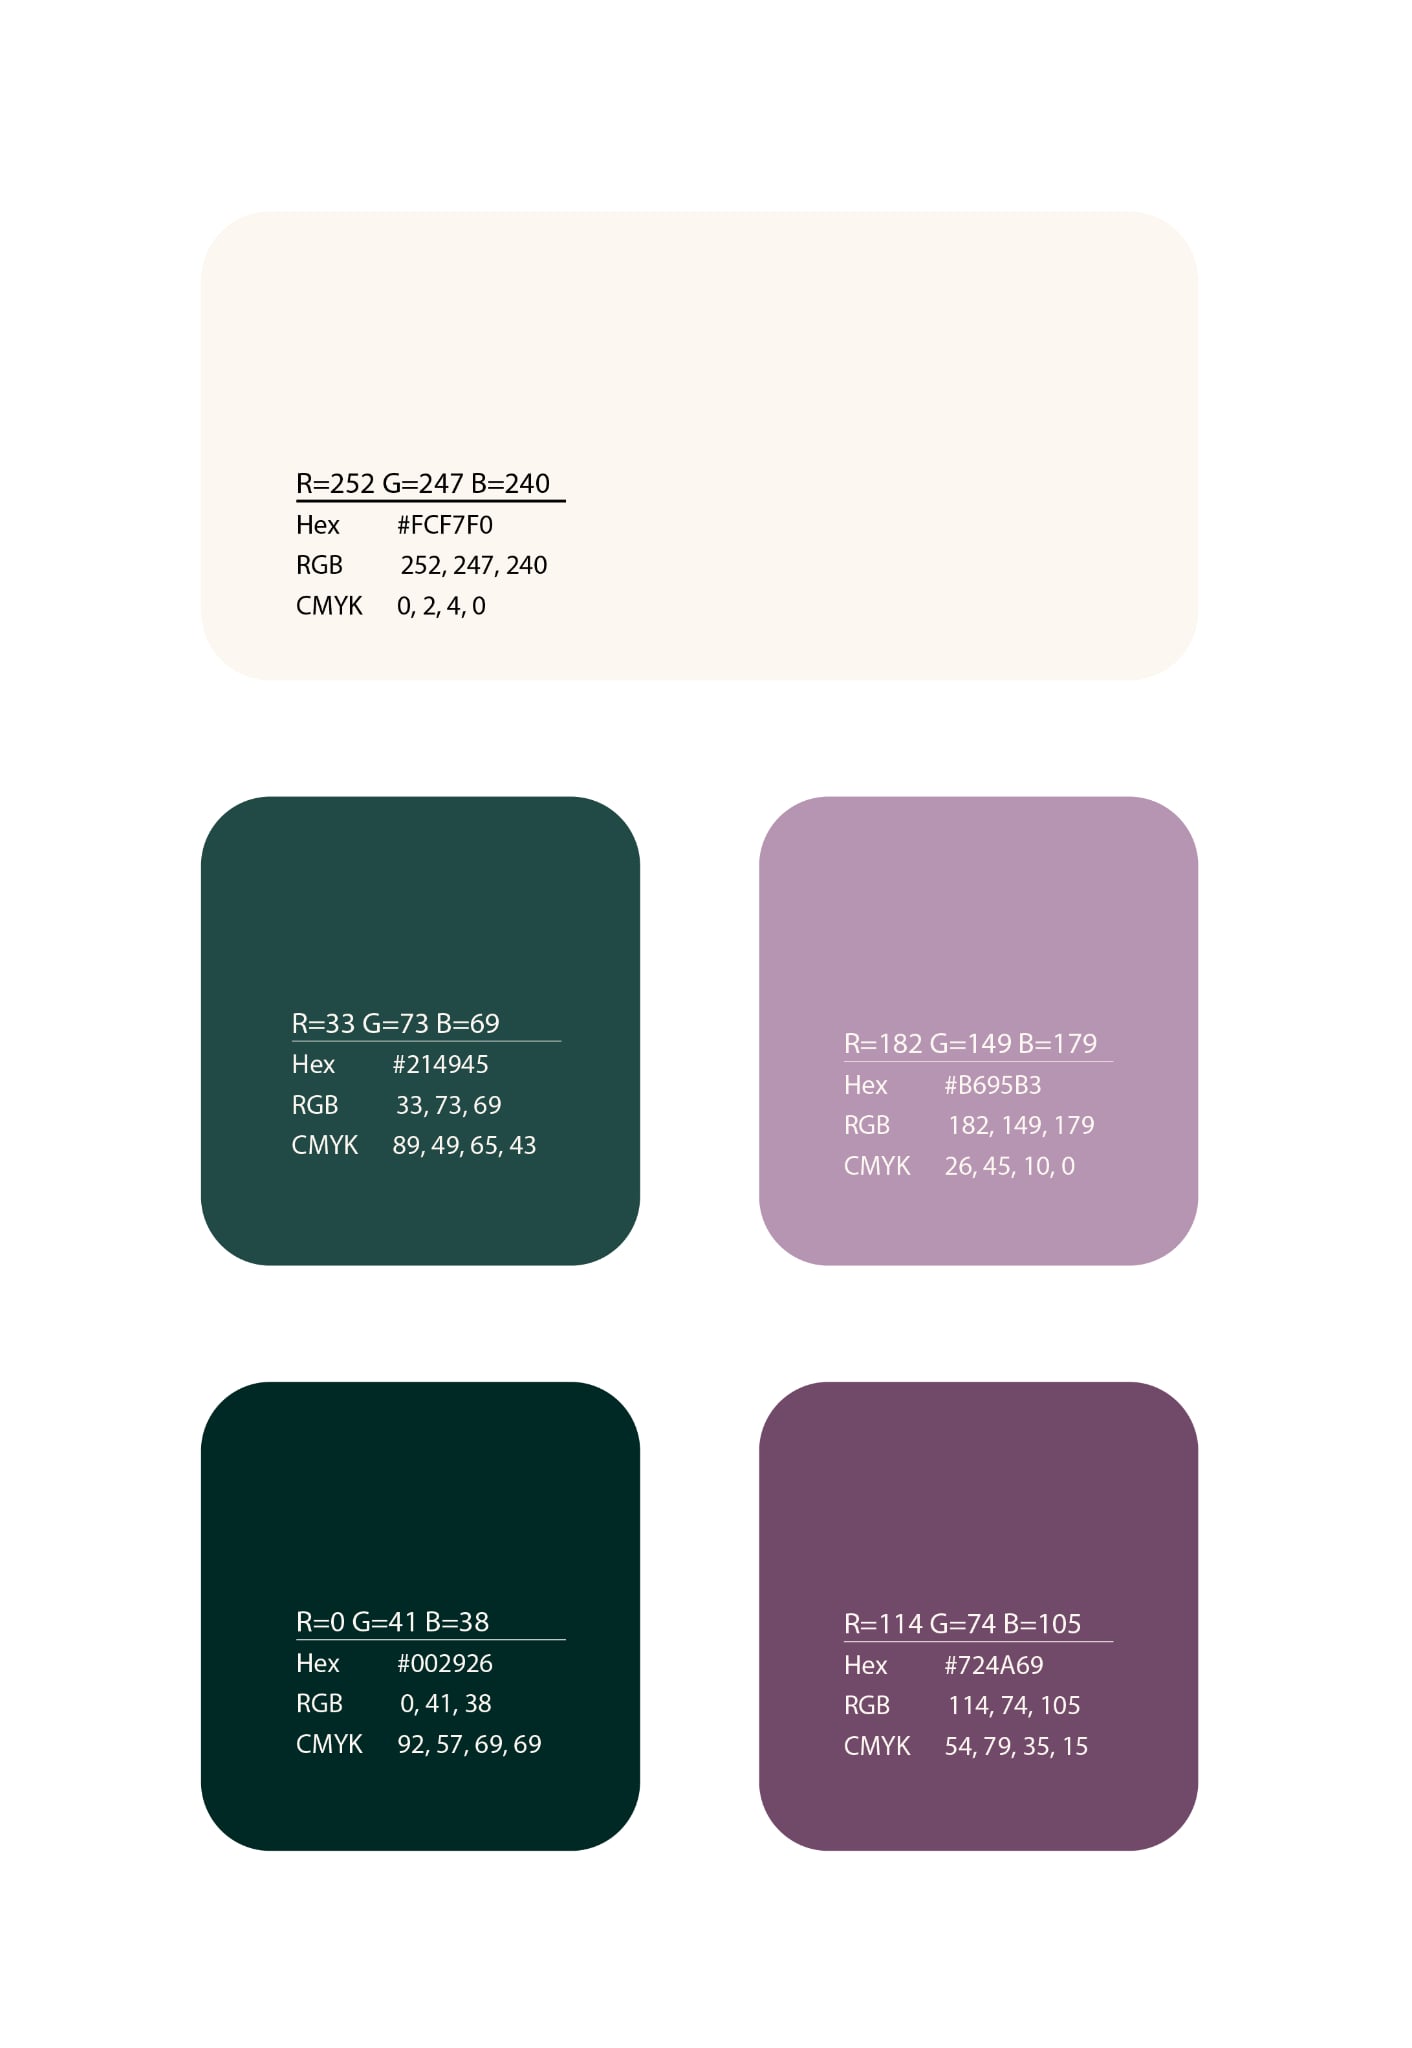 R=252 G=247 B=240
Hex #FCF7F0
RGB 252, 247, 240
CMYK 0, 2, 4, 0
R=33 G=73 B=69
Hex #214945
RGB 33, 73, 69
CMYK 89, 49, 65, 43
R=182 G=149 B=179
Hex #B695B3
RGB 182, 149, 179
CMYK 26, 45, 10, 0
R=0 G=41 B=38
Hex #002926
RGB 0, 41, 38
CMYK 92, 57, 69, 69
R=114 G=74 B=105
Hex #724A69
RGB 114, 74, 105
CMYK 54, 79, 35, 15